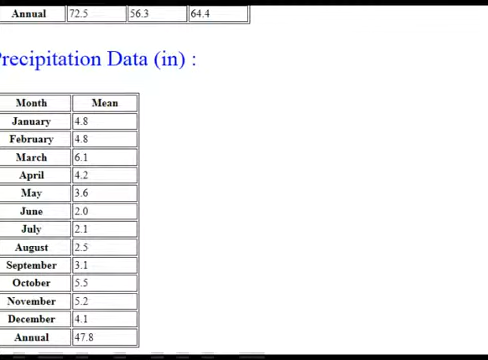 Annual 72.5 56.3 64.4
Precipitation Data (in) :
Month Mean
January 4.8
February 4.8
March 6.1
April 4.2
May 3.6
June 2.0
July 2.1
August 2.5
September 3.1
October 5.5
November 5.2
December 4.1
Annual 47.8